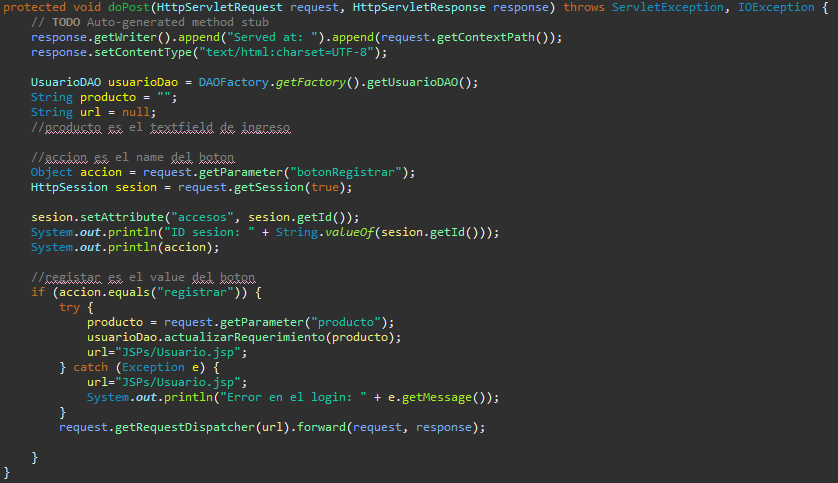 protected void doPost(HttpServletRequest request, HttpServletResponse response) throws ServletException, IOException {
// TODO Auto-generated method stub
response.getWriter().append("Served at: ").append(request.getContextPath());
response.setContentType("text/html:charset=UTF-8");
UsuarioDAO usuarioDao = DAOFactory.getFactory().getUsuarioDAO();
String producto = "";
String url = null;
//producto es el textfield de ingreso
//accion es el name del boton
Object accion = request.getParameter("botonRegistrar");
HttpSession sesion = request.getSession(true);
sesion.setAttribute("accesos", sesion.getId());
System.out.println("ID sesion: " + String.valueOf(sesion.getId()));
System.out.println(accion);
//registar es el value del boton
if (accion.equals("registrar")) {
try {
producto = request.getParameter("producto");
usuarioDao.actualizarRequerimiento(producto);
url="JSPs/Usuario.jsp";
} catch (Exception e) {
url="JSPs/Usuario.jsp";
System.out.println("Error en el login: " + e.getMessage());
}
request.getRequestDispatcher(url).forward(request, response);
}
}